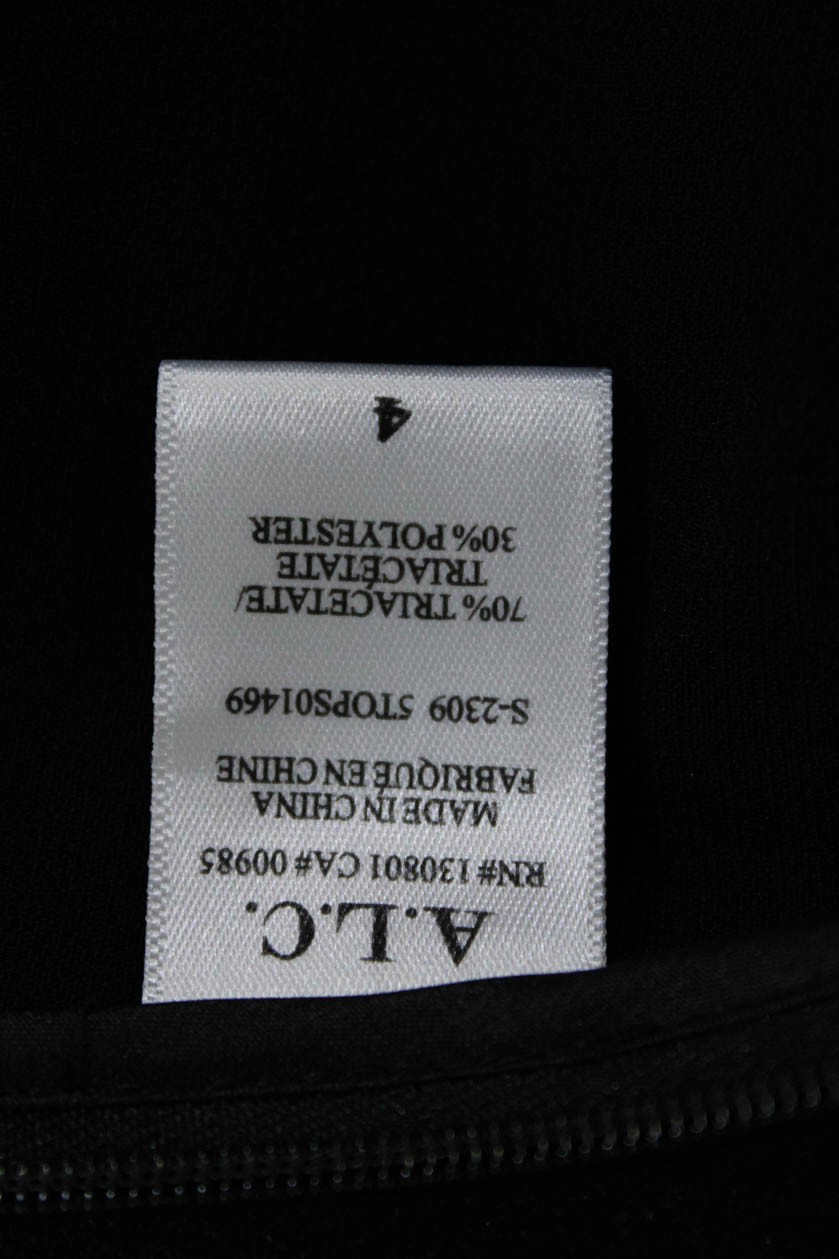 A.L.C.
RN# 130801 CA# 00985
MADE IN CHINA
FABRIQUÉ EN CHINE
S-2309 5TOPS01469
70% TRIACETATE/
TRIACÉTATE
30% POLYESTER
4